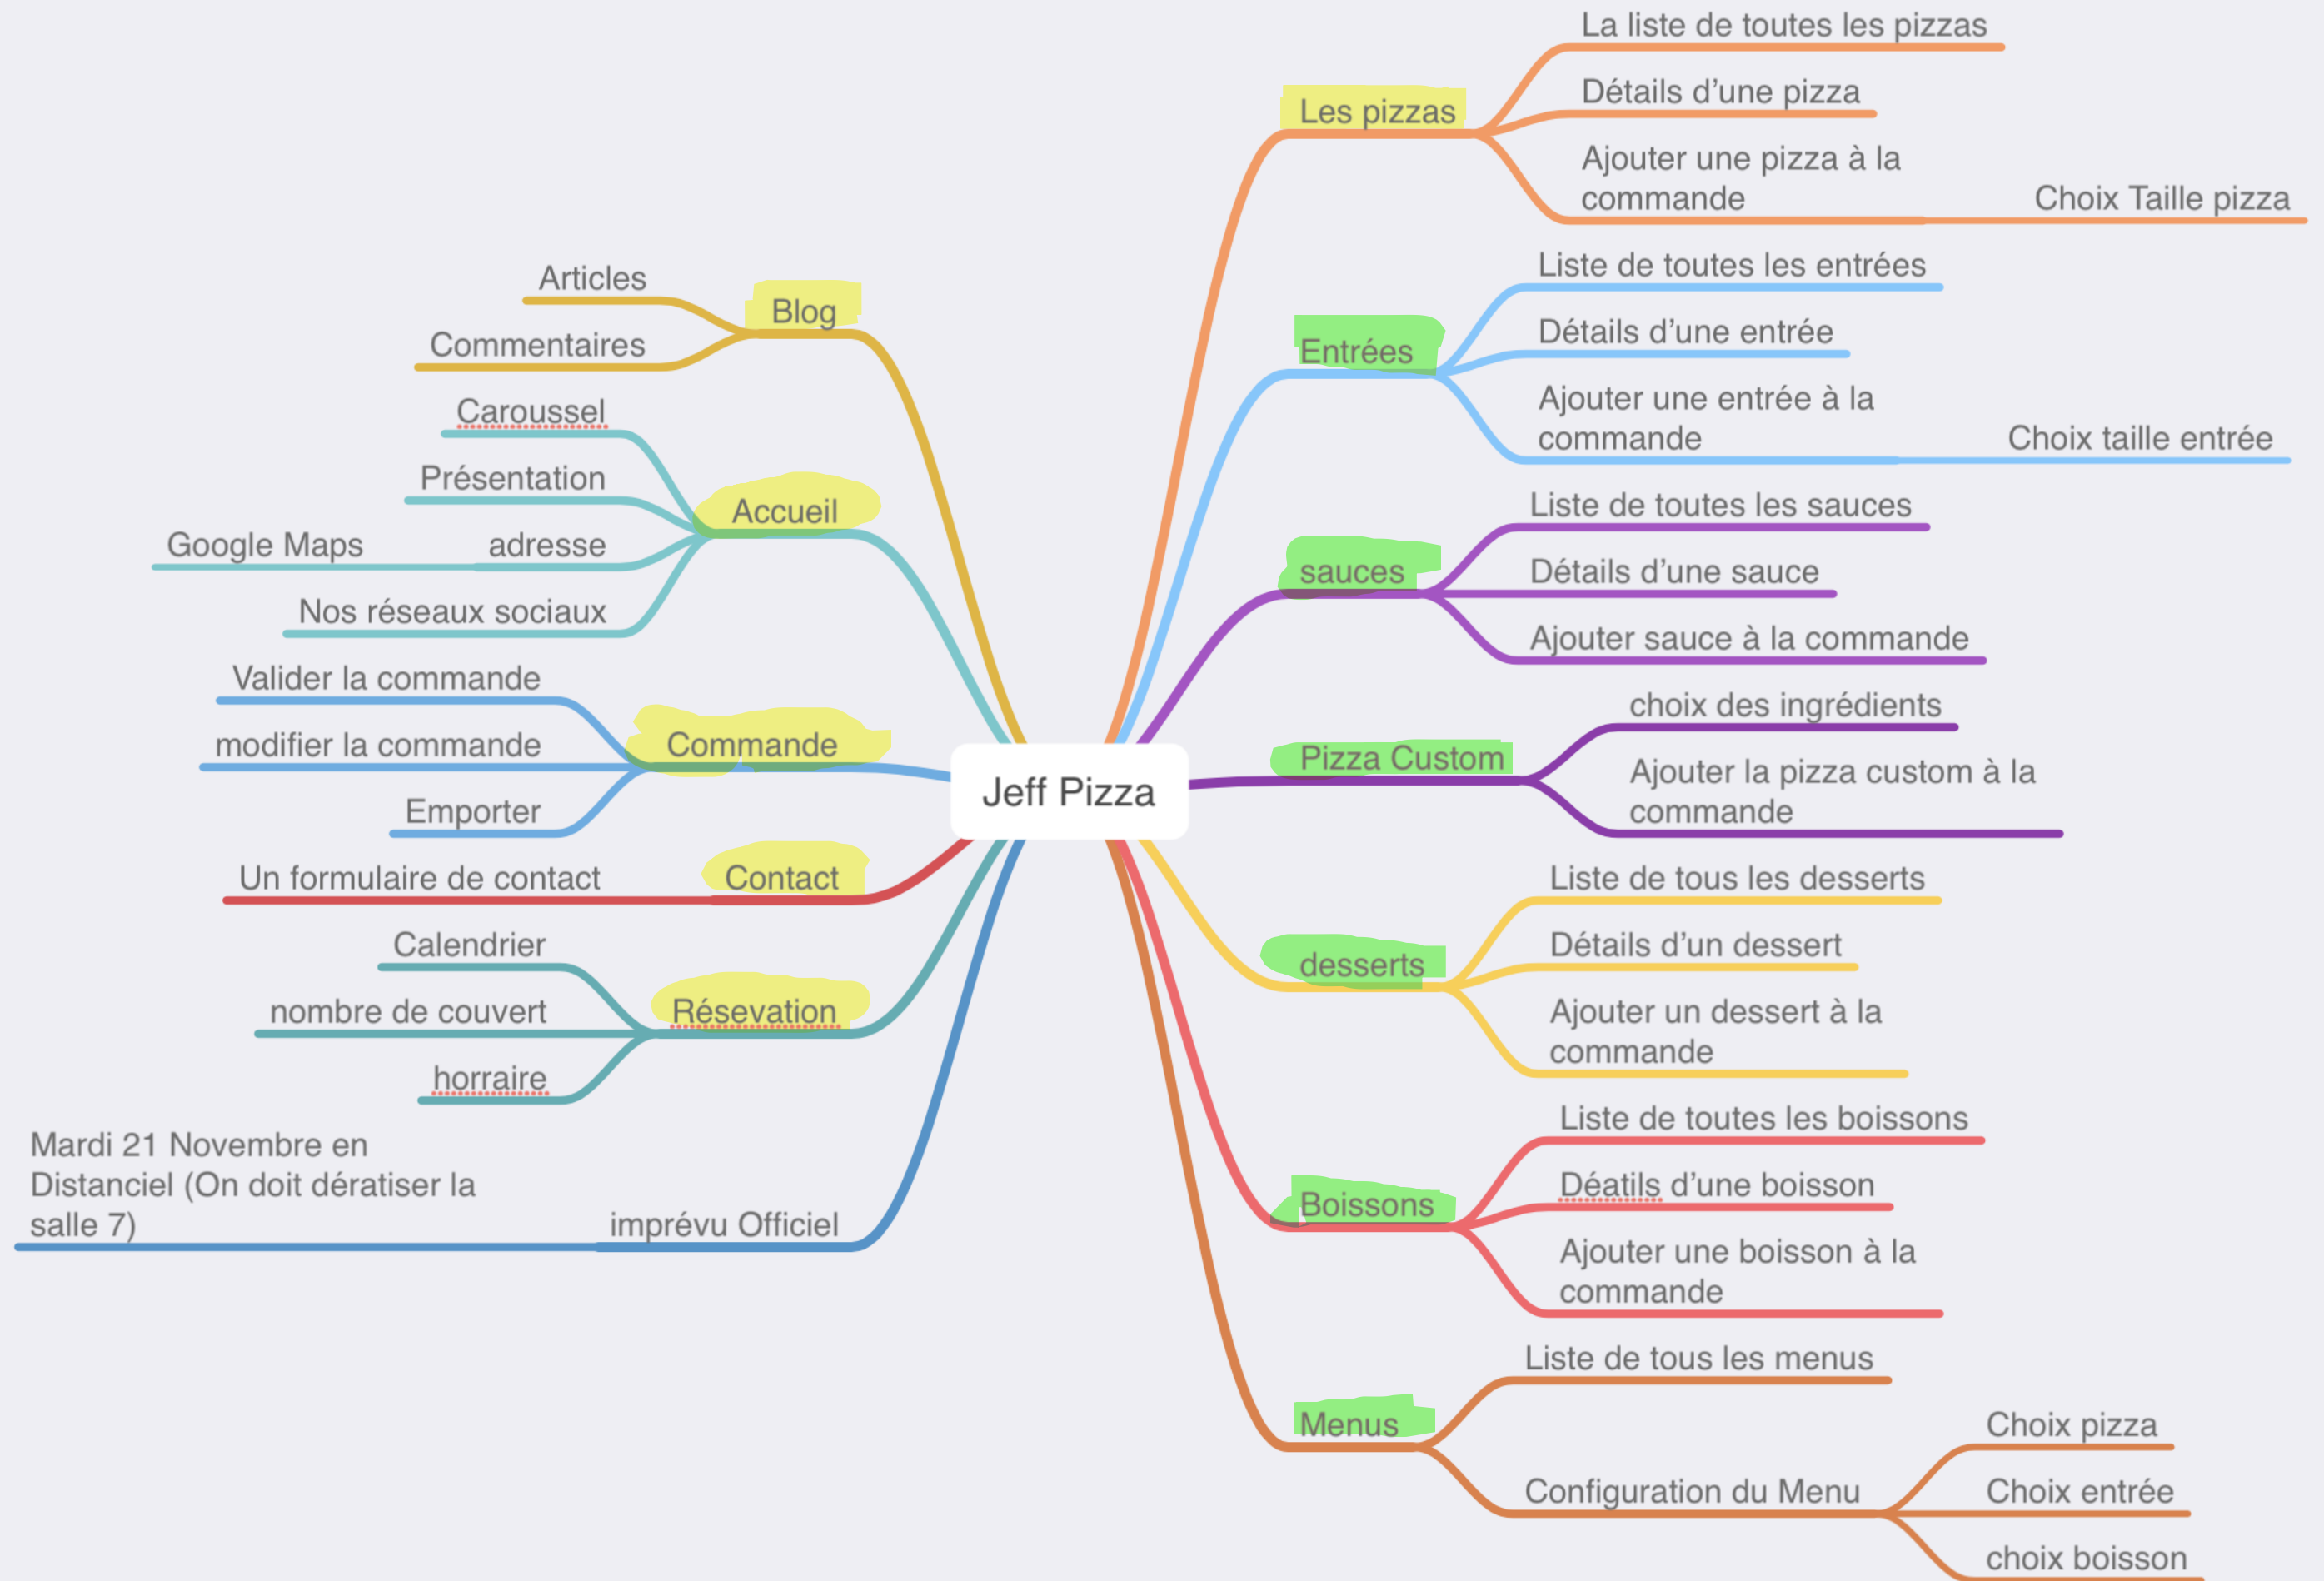 Jeff Pizza
Les pizzas
La liste de toutes les pizzas
Détails d’une pizza
Ajouter une pizza à la
commande
Choix Taille pizza
Entrées
Liste de toutes les entrées
Détails d’une entrée
Ajouter une entrée à la
commande
Choix taille entrée
sauces
Liste de toutes les sauces
Détails d’une sauce
Ajouter sauce à la commande
Pizza Custom
choix des ingrédients
Ajouter la pizza custom à la
commande
desserts
Liste de tous les desserts
Détails d’un dessert
Ajouter un dessert à la
commande
Boissons
Liste de toutes les boissons
Déatils d’une boisson
Ajouter une boisson à la
commande
Menus
Liste de tous les menus
Configuration du Menu
Choix pizza
Choix entrée
choix boisson
Blog
Articles
Commentaires
Accueil
Caroussel
Présentation
adresse
Google Maps
Nos réseaux sociaux
Commande
Valider la commande
modifier la commande
Emporter
Contact
Un formulaire de contact
Résevation
Calendrier
nombre de couvert
horraire
imprévu Officiel
Mardi 21 Novembre en
Distanciel (On doit dératiser la
salle 7)